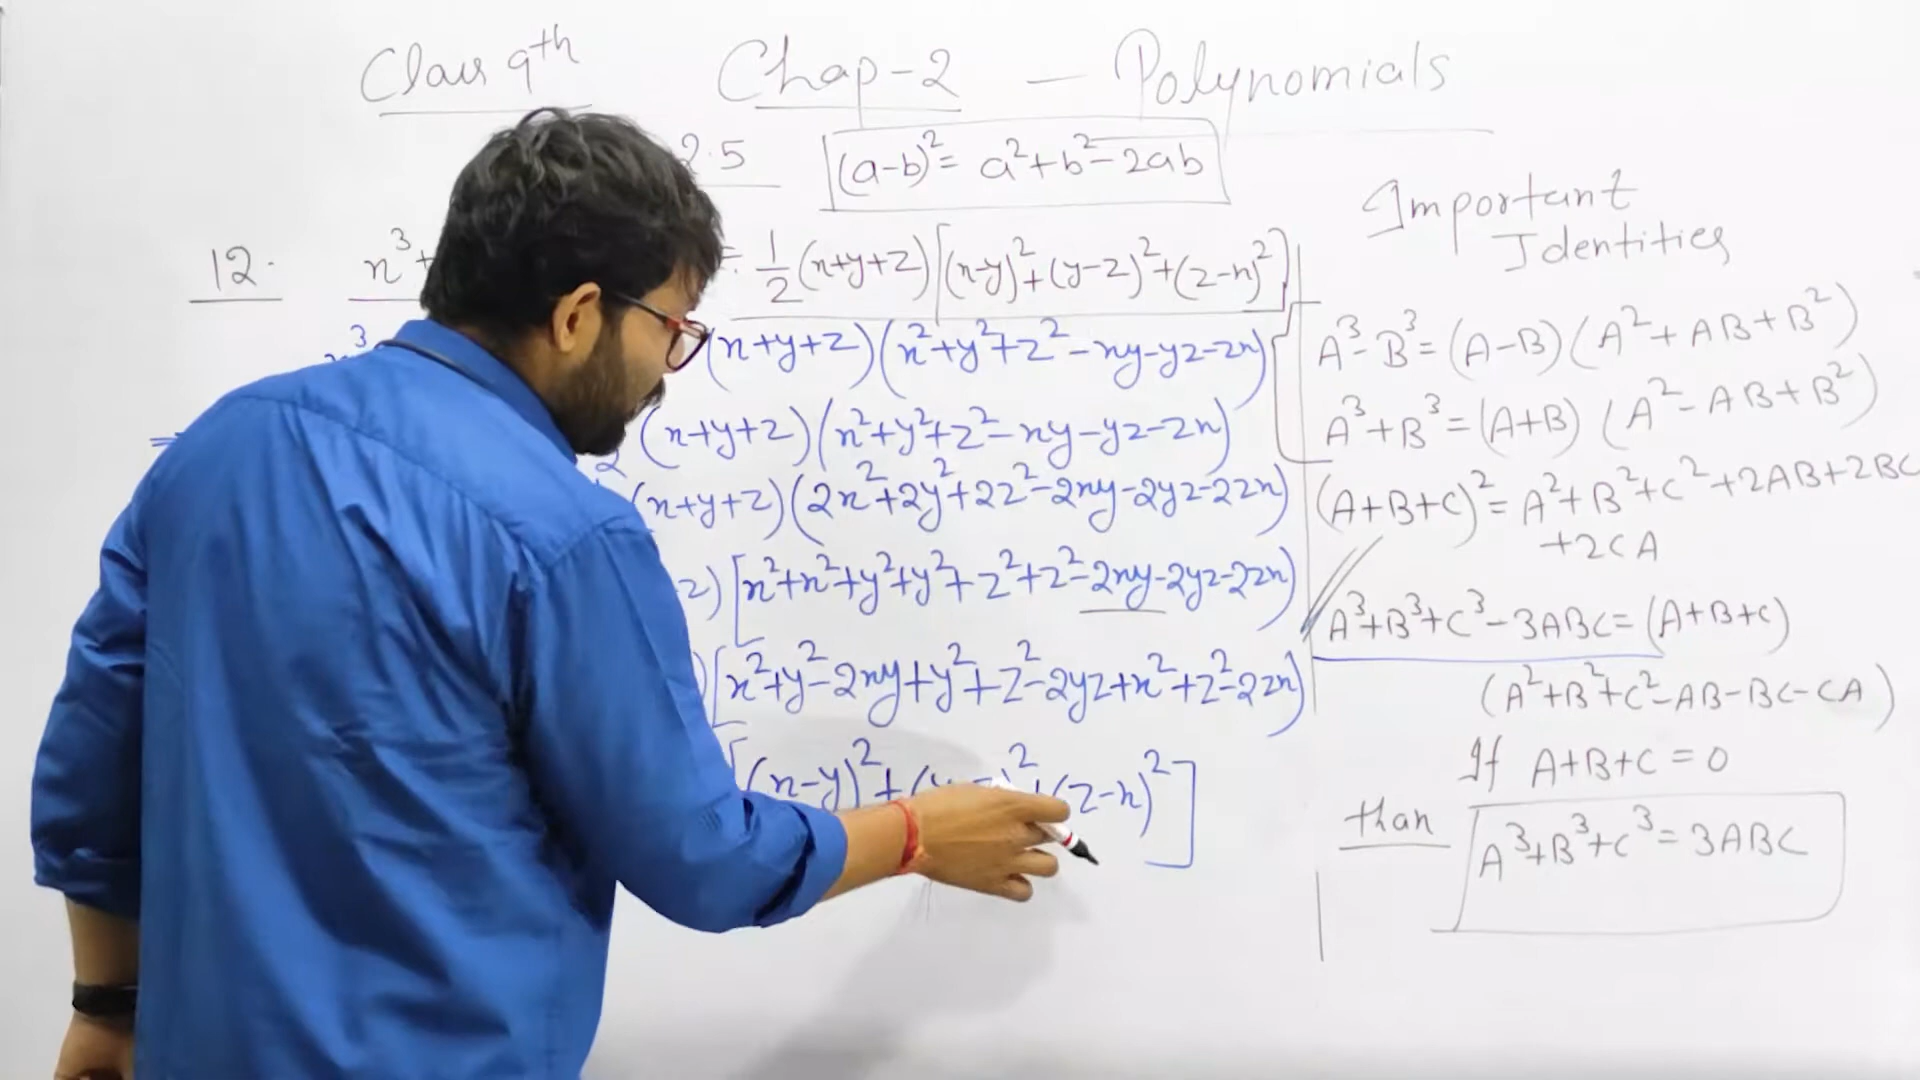 Class 9th Chap-2 — Polynomials
2.5 (a-b)² = a²+b²-2ab
12. x³+ = 1/2 (x+y+z)[(x-y)²+(y-z)²+(z-x)²]
x³ (x+y+z)(x²+y²+z²-xy-yz-zx)
= 2 (x+y+z)(x²+y²+z²-xy-yz-zx)
(x+y+z)(2x²+2y²+2z²-2xy-2yz-2zx)
z)[x²+x²+y²+y²+z²+z²-2xy-2yz-2zx)
)[x²+y²-2xy+y²+z²-2yz+x²+z²-2zx)
[(x-y)²+( )²+(z-x)²]
Important
Identities
A³-B³=(A-B)(A²+AB+B²)
A³+B³=(A+B)(A²-AB+B²)
(A+B+C)²=A²+B²+C²+2AB+2BC
+2CA
A³+B³+C³-3ABC=(A+B+C)
(A²+B²+C²-AB-BC-CA)
If A+B+C=0
than A³+B³+C³=3ABC